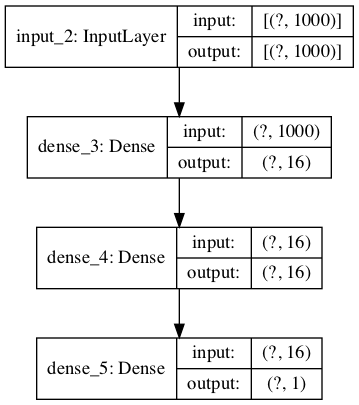 input_2: InputLayer
input:
[(?, 1000)]
output:
[(?, 1000)]
dense_3: Dense
input:
(?, 1000)
output:
(?, 16)
dense_4: Dense
input:
(?, 16)
output:
(?, 16)
dense_5: Dense
input:
(?, 16)
output:
(?, 1)